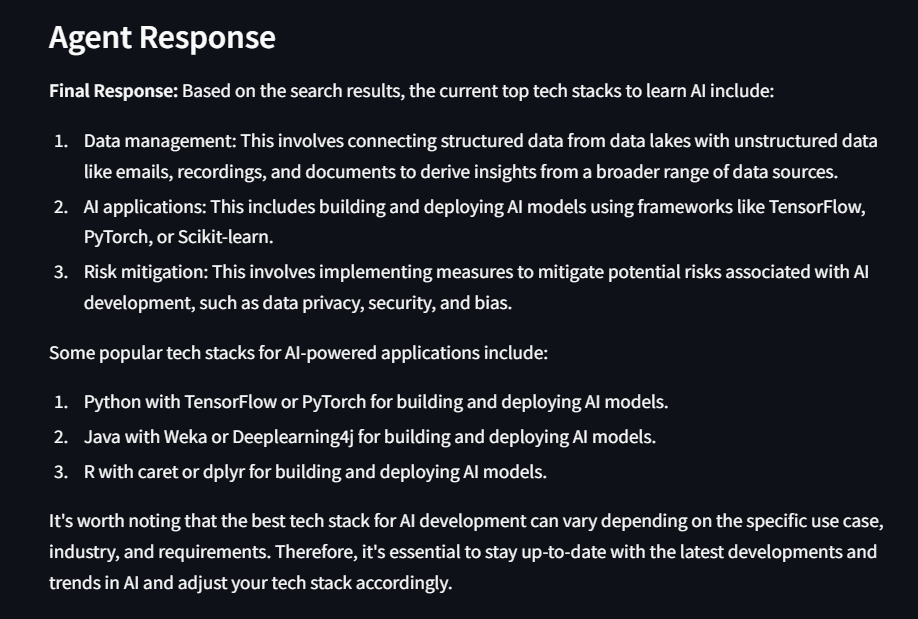 Agent Response
Final Response: Based on the search results, the current top tech stacks to learn AI include:
1. Data management: This involves connecting structured data from data lakes with unstructured data
like emails, recordings, and documents to derive insights from a broader range of data sources.
2. AI applications: This includes building and deploying AI models using frameworks like TensorFlow,
PyTorch, or Scikit-learn.
3. Risk mitigation: This involves implementing measures to mitigate potential risks associated with AI
development, such as data privacy, security, and bias.
Some popular tech stacks for AI-powered applications include:
1. Python with TensorFlow or PyTorch for building and deploying AI models.
2. Java with Weka or Deeplearning4j for building and deploying AI models.
3. R with caret or dplyr for building and deploying AI models.
It's worth noting that the best tech stack for AI development can vary depending on the specific use case,
industry, and requirements. Therefore, it's essential to stay up-to-date with the latest developments and
trends in AI and adjust your tech stack accordingly.